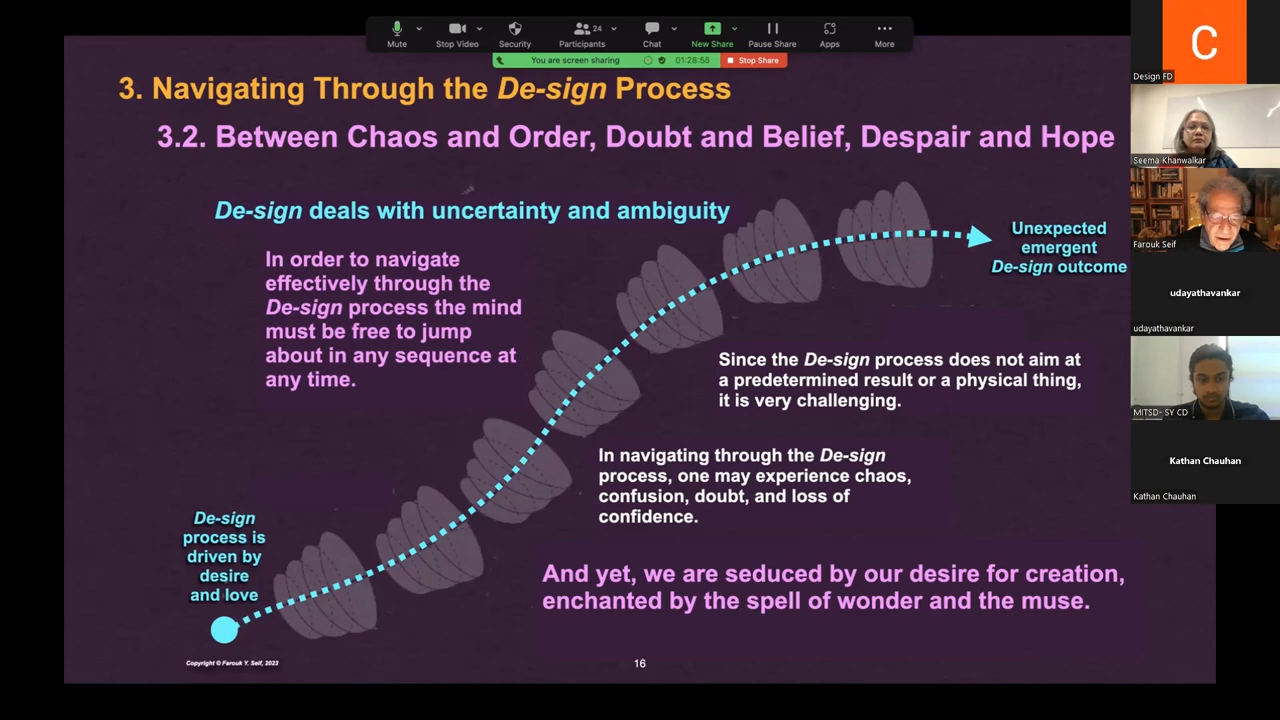 24
Mute
Stop Video
Security
Participants
Chat
New Share
Pause Share
Apps
More
You are screen sharing
01:28:58
Stop Share
3. Navigating Through the De-sign Process
3.2. Between Chaos and Order, Doubt and Belief, Despair and Hope
De-sign deals with uncertainty and ambiguity
In order to navigate
effectively through the
De-sign process the mind
must be free to jump
about in any sequence at
any time.
Unexpected
emergent
De-sign outcome
Since the De-sign process does not aim at
a predetermined result or a physical thing,
it is very challenging.
In navigating through the De-sign
process, one may experience chaos,
confusion, doubt, and loss of
confidence.
De-sign
process is
driven by
desire
and love
And yet, we are seduced by our desire for creation,
enchanted by the spell of wonder and the muse.
Copyright © Farouk Y. Seif, 2023
16
C
Design FD
Seema Khanwalkar
Farouk Seif
udayathavankar
udayathavankar
MITSD- SY CD
Kathan Chauhan
Kathan Chauhan